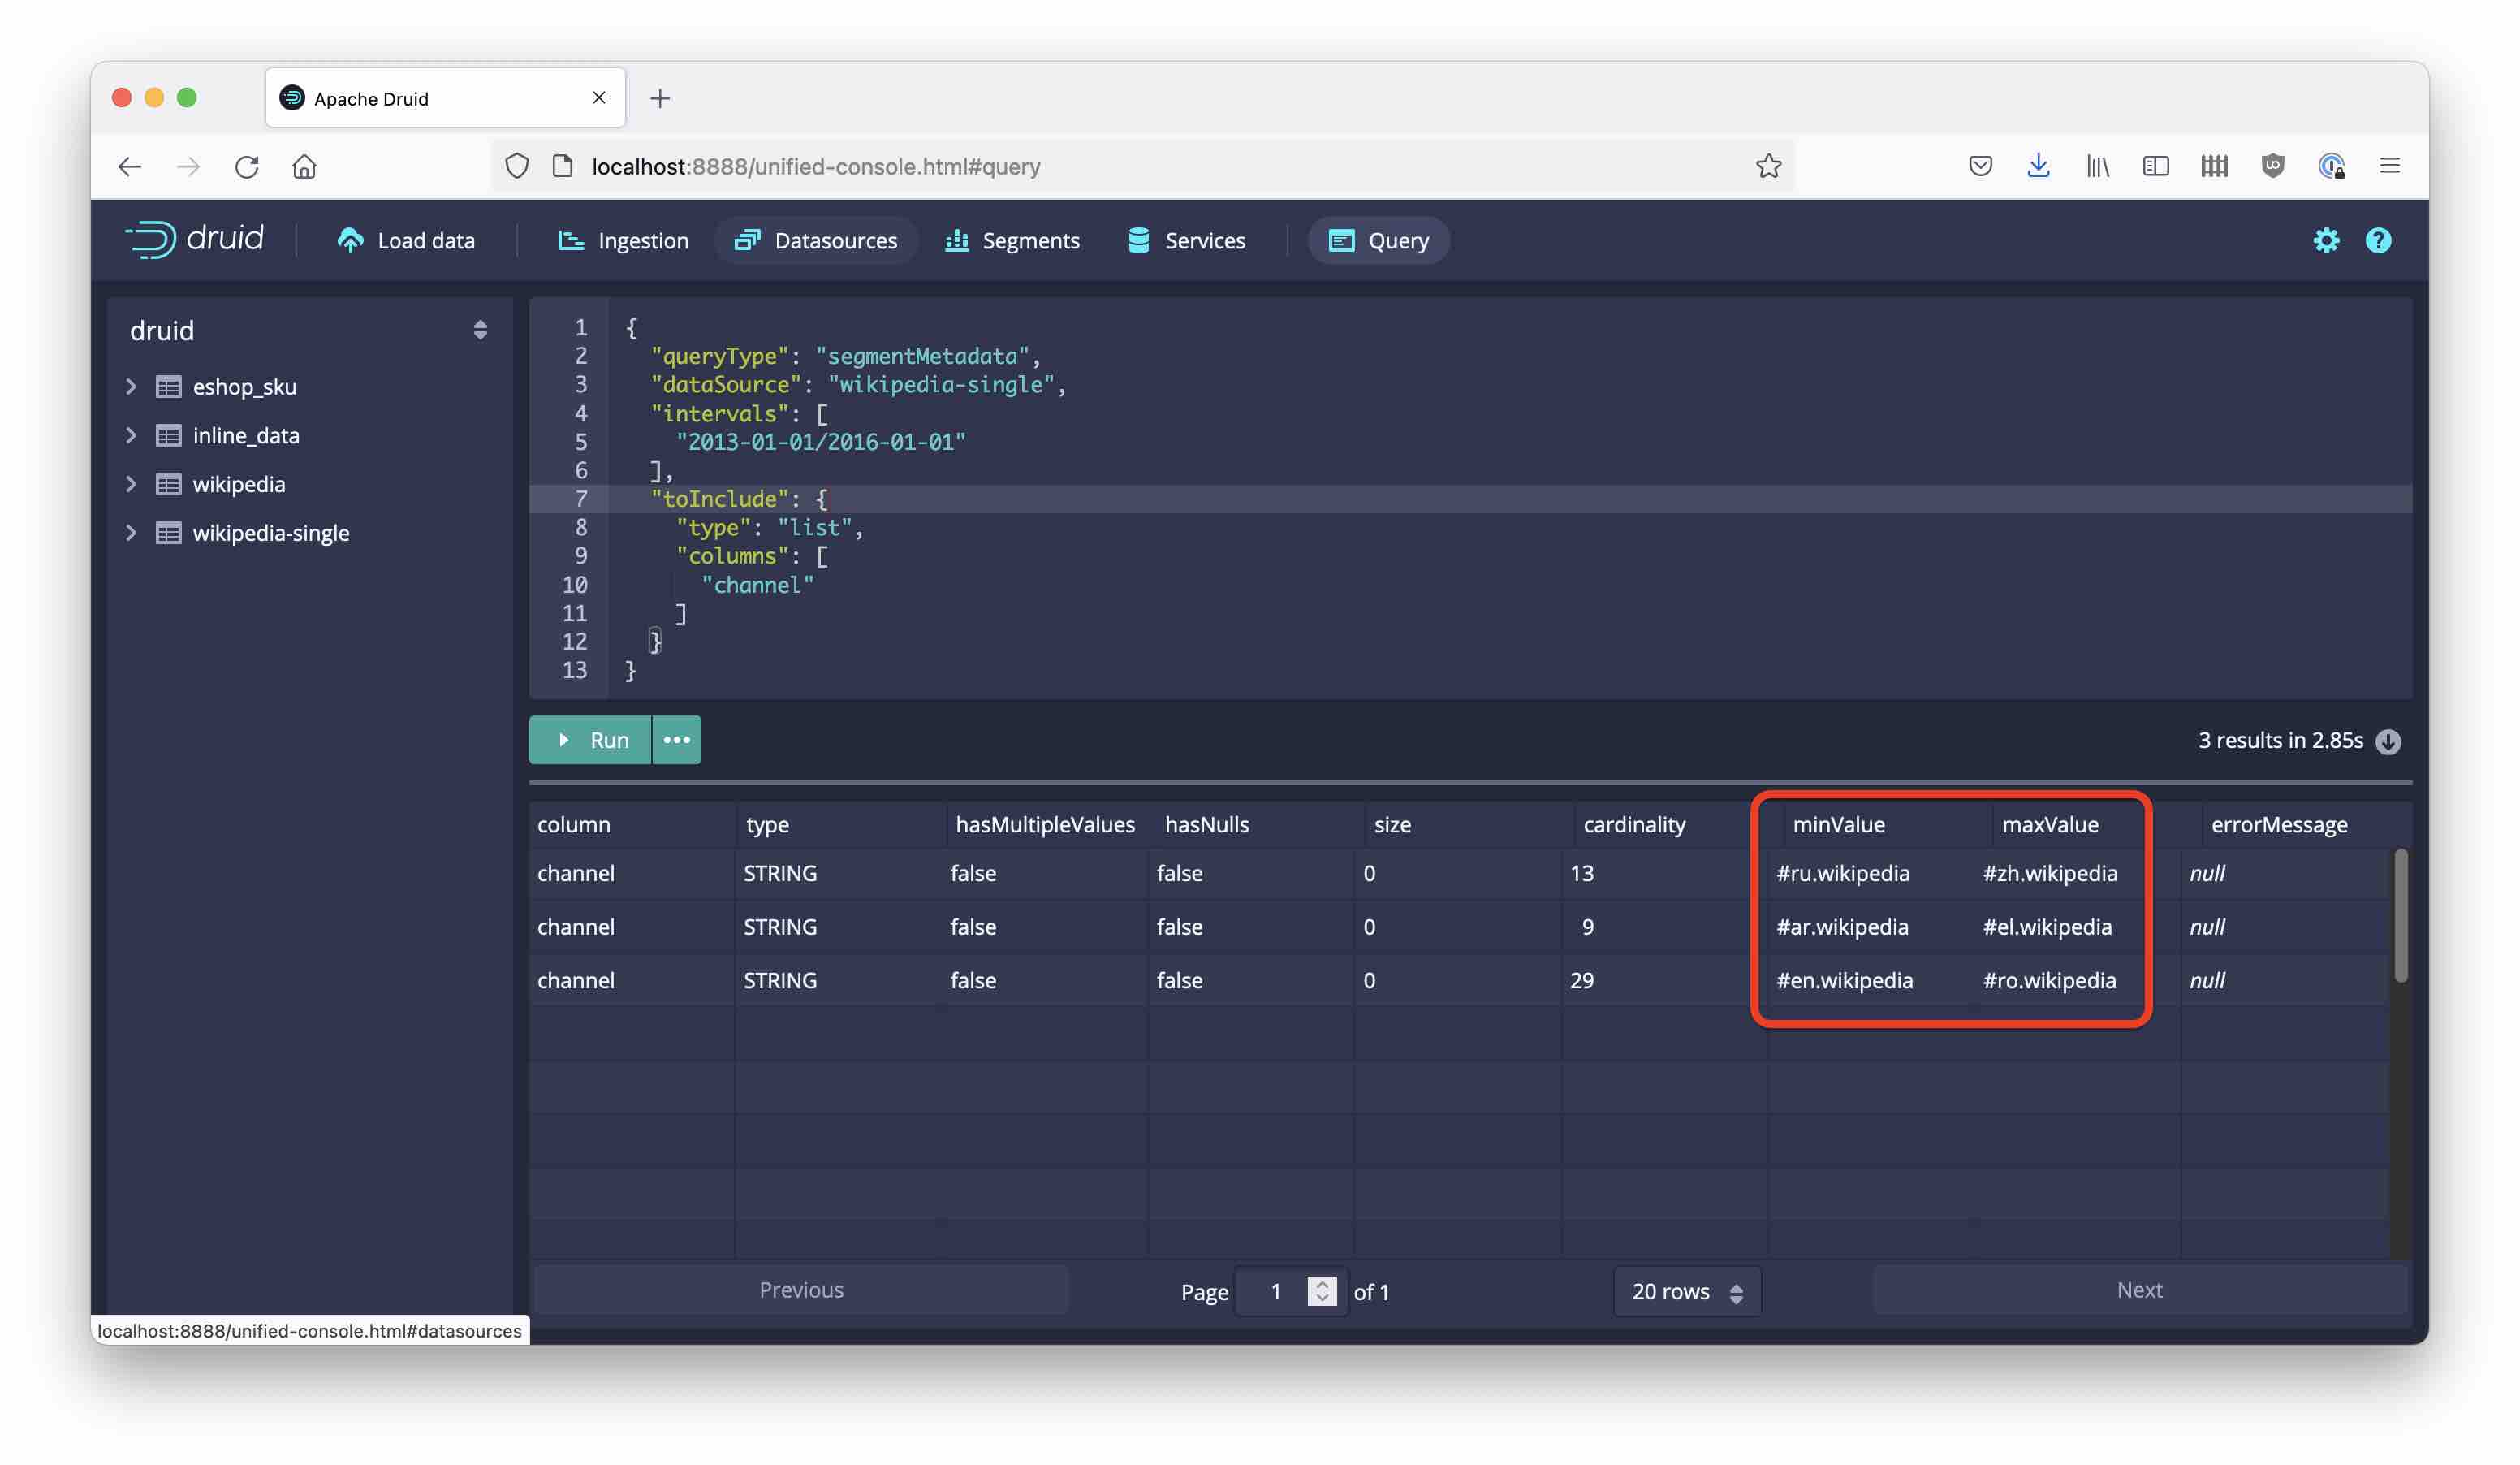 Apache Druid
localhost:8888/unified-console.html#query
druid
Load data
Ingestion
Datasources
Segments
Services
Query
druid
eshop_sku
inline_data
wikipedia
wikipedia-single
1 {
2 "queryType": "segmentMetadata",
3 "dataSource": "wikipedia-single",
4 "intervals": [
5 "2013-01-01/2016-01-01"
6 ],
7 "toInclude": {
8 "type": "list",
9 "columns": [
10 "channel"
11 ]
12 }
13 }
Run
3 results in 2.85s
column type hasMultipleValues hasNulls size cardinality minValue maxValue errorMessage
channel STRING false false 0 13 #ru.wikipedia #zh.wikipedia null
channel STRING false false 0 9 #ar.wikipedia #el.wikipedia null
channel STRING false false 0 29 #en.wikipedia #ro.wikipedia null
Previous
Page 1 of 1
20 rows
Next
localhost:8888/unified-console.html#datasources